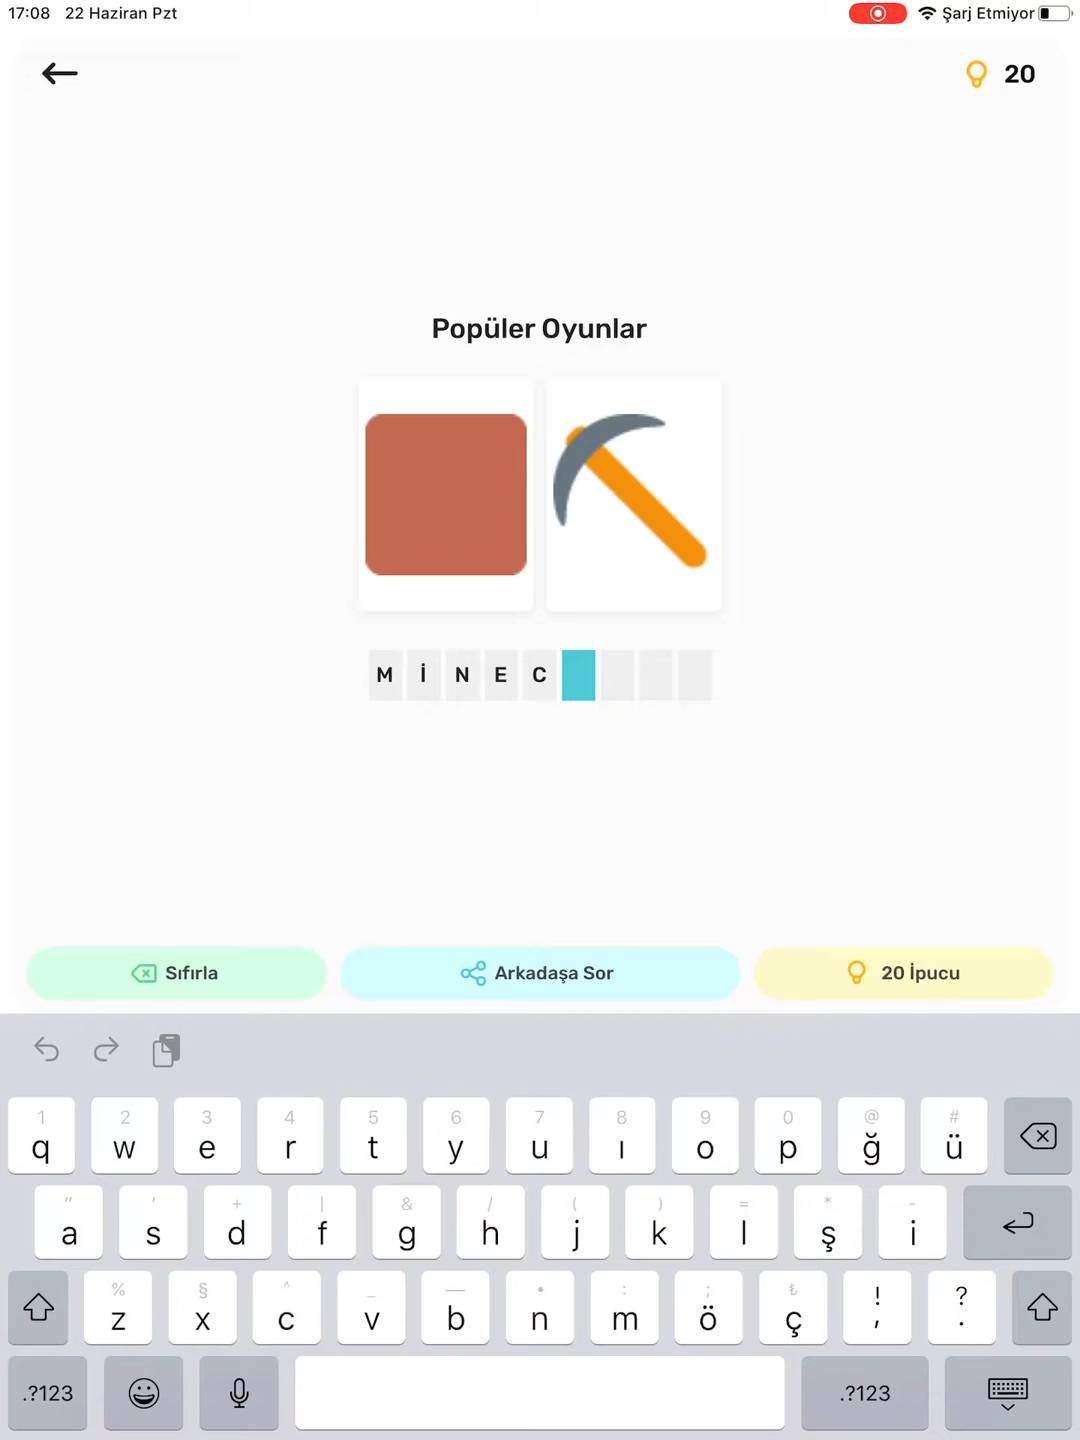 17:08 22 Haziran Pzt Şarj Etmiyor
20
Popüler Oyunlar
M İ N E C
Sıfırla Arkadaşa Sor 20 İpucu
1 2 3 4 5 6 7 8 9 0 @ #
q w e r t y u ı o p ğ ü
" ' + | & / ( ) = * -
a s d f g h j k l ş i
% § ^ _ — • : ; ₺ ! ?
z x c v b n m ö ç , .
.?123 .?123